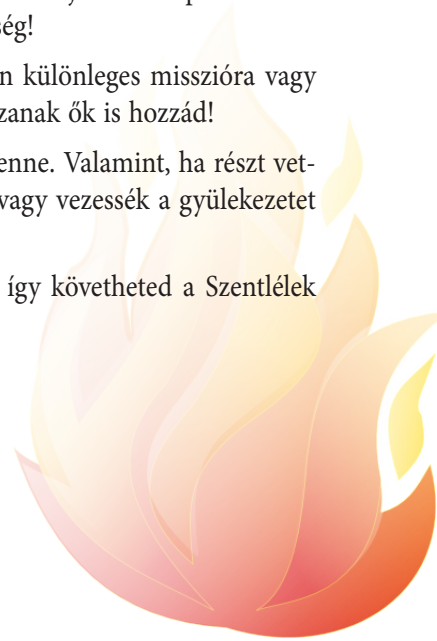 ség!
n különleges misszióra vagy
zanak ők is hozzád!
enne. Valamint, ha részt vet-
vagy vezessék a gyülekezetet
így követheted a Szentlélek